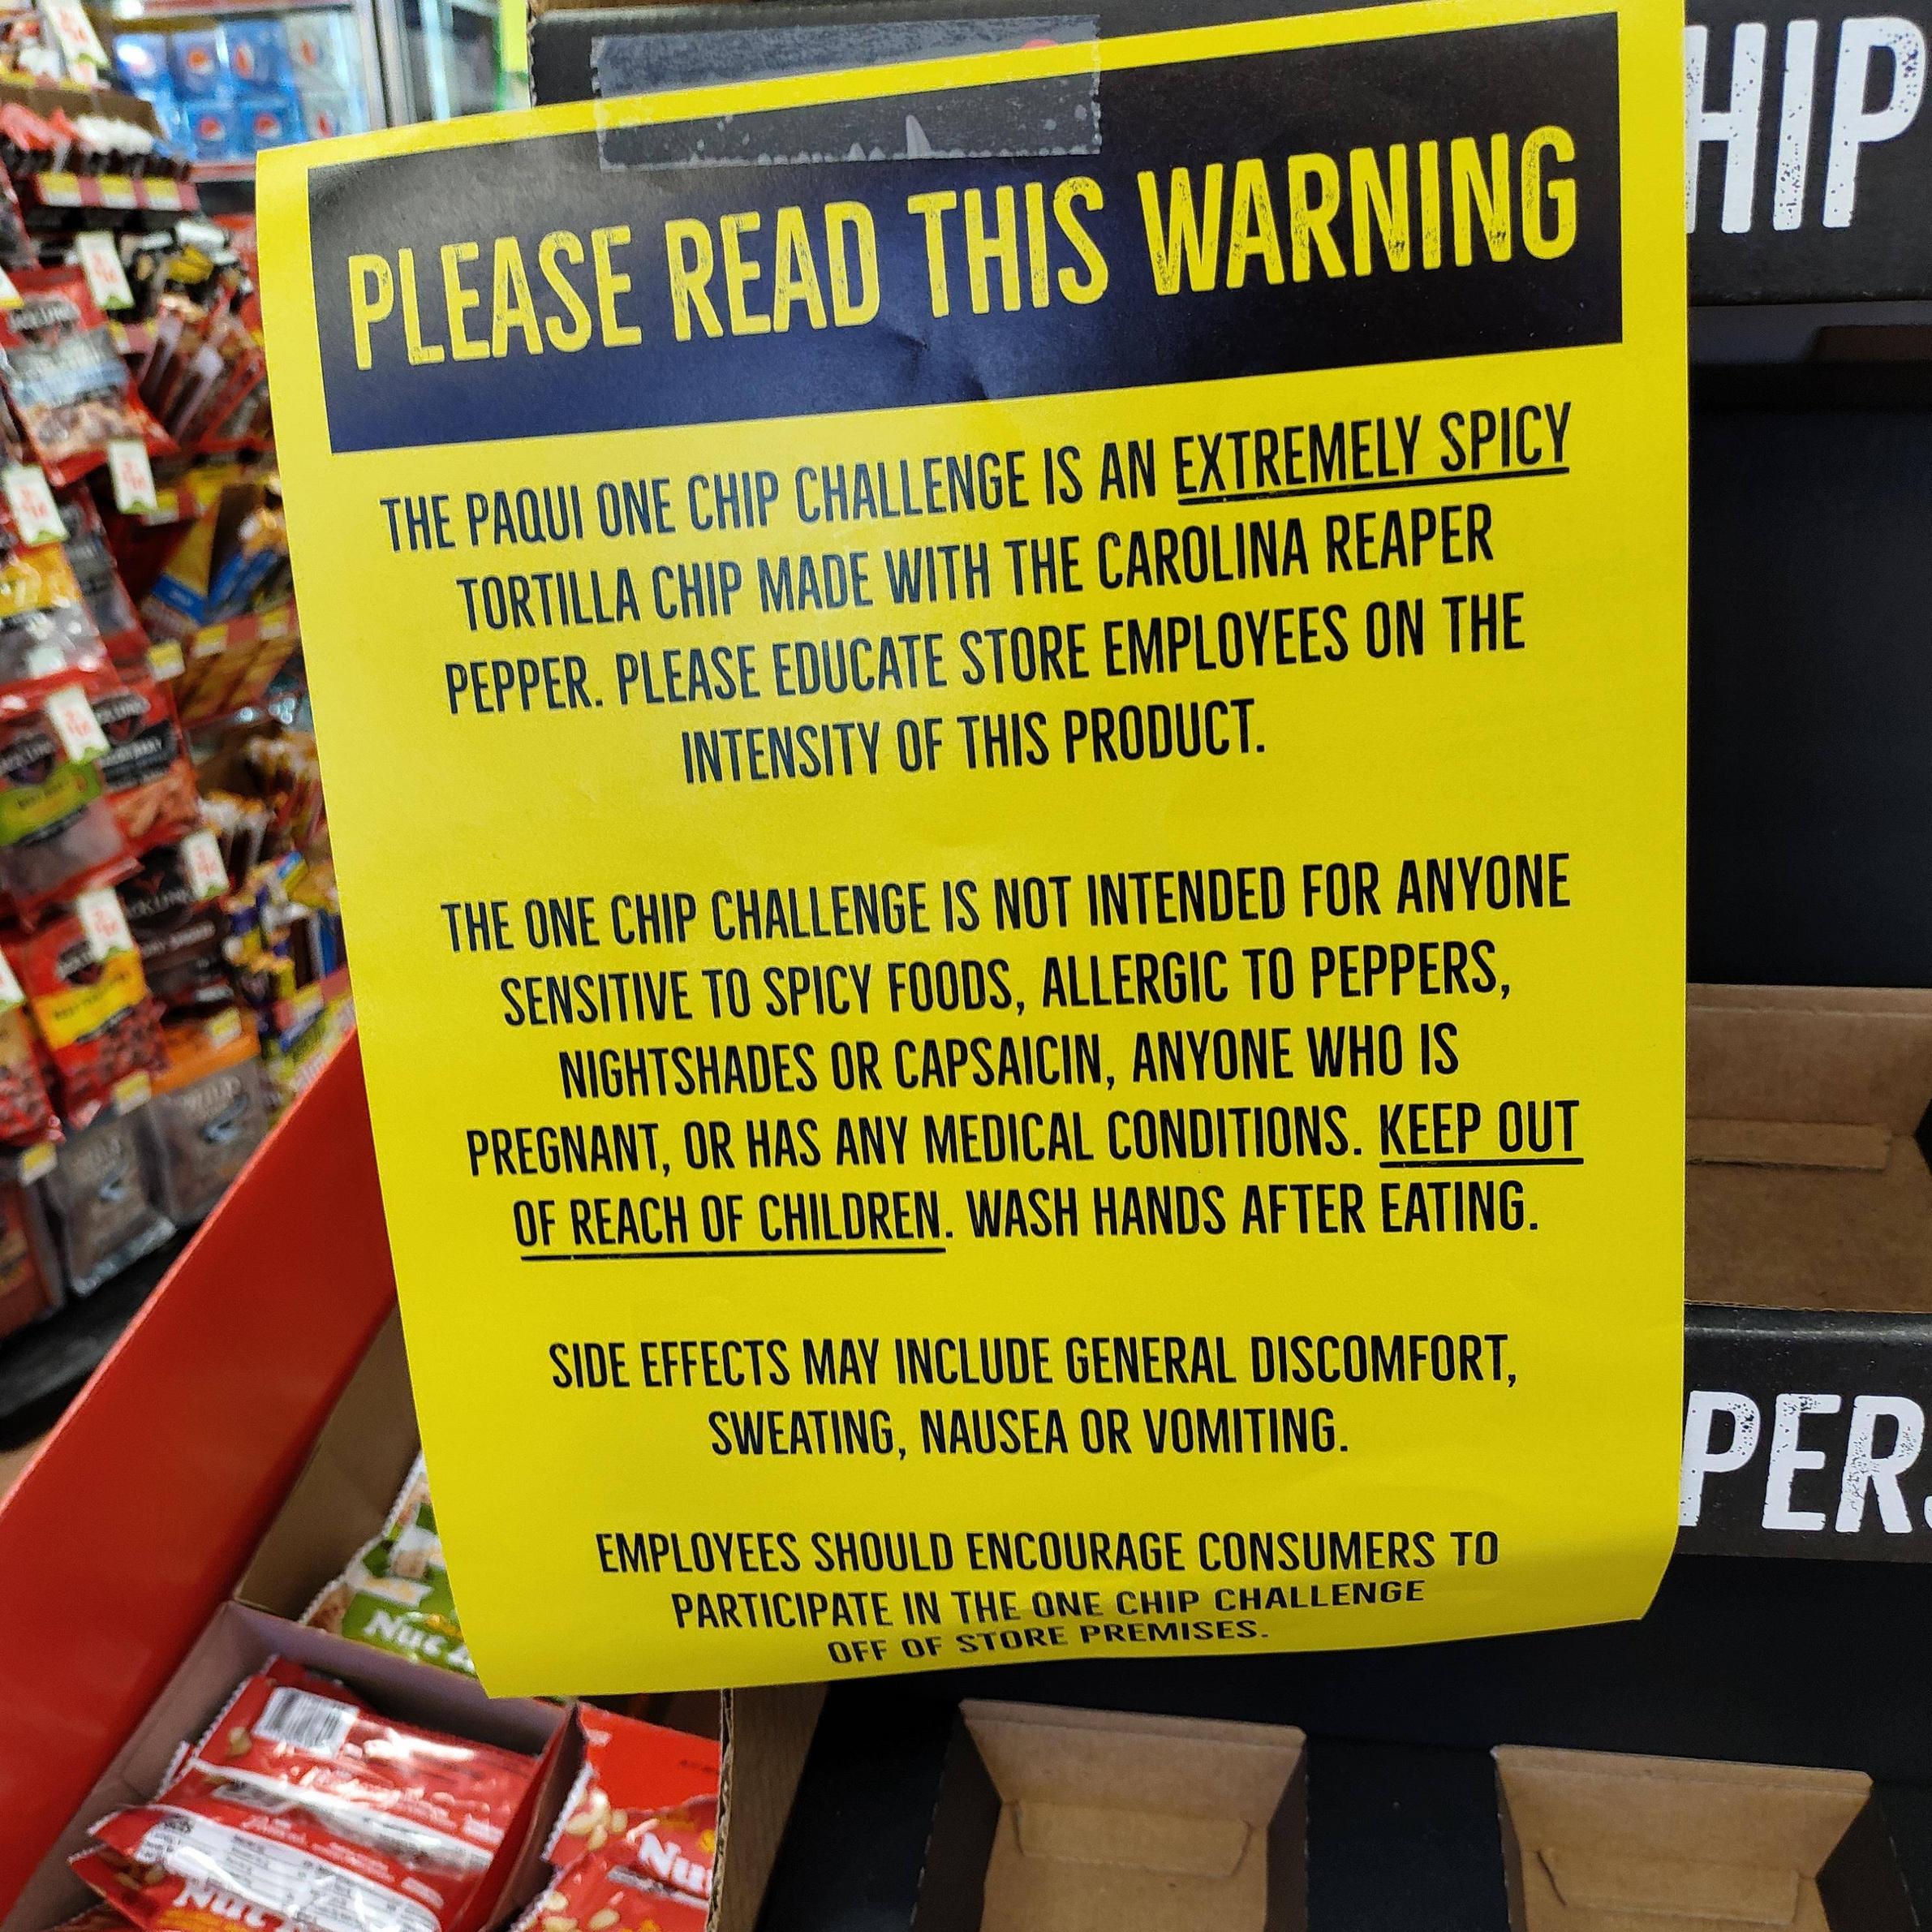 PLEASE READ THIS WARNING
THE PAQUI ONE CHIP CHALLENGE IS AN EXTREMELY SPICY
TORTILLA CHIP MADE WITH THE CAROLINA REAPER
PEPPER. PLEASE EDUCATE STORE EMPLOYEES ON THE
INTENSITY OF THIS PRODUCT.
THE ONE CHIP CHALLENGE IS NOT INTENDED FOR ANYONE
SENSITIVE TO SPICY FOODS, ALLERGIC TO PEPPERS,
NIGHTSHADES OR CAPSAICIN, ANYONE WHO IS
PREGNANT, OR HAS ANY MEDICAL CONDITIONS. KEEP OUT
OF REACH OF CHILDREN. WASH HANDS AFTER EATING.
SIDE EFFECTS MAY INCLUDE GENERAL DISCOMFORT,
SWEATING, NAUSEA OR VOMITING.
EMPLOYEES SHOULD ENCOURAGE CONSUMERS TO
PARTICIPATE IN THE ONE CHIP CHALLENGE
OFF OF STORE PREMISES.
HIP
PER
Nut
Nut
Nut